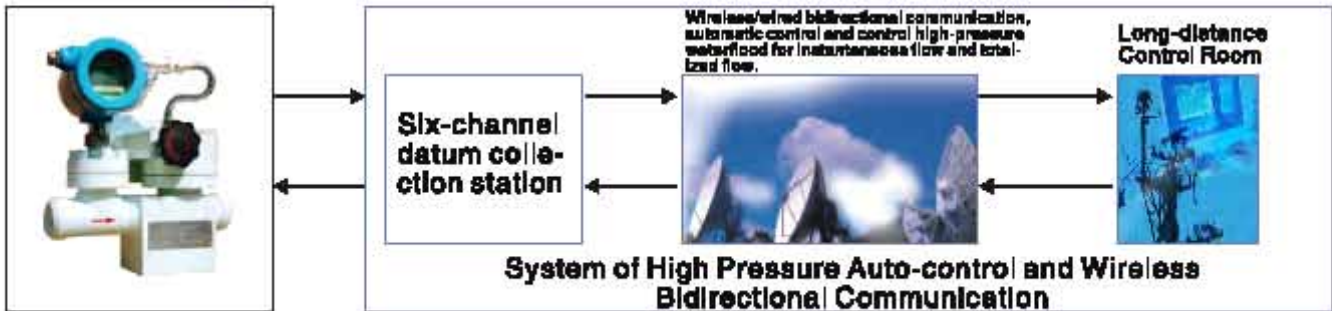 Wireless/wired bidirectional communication,
automatic control and control high-pressure
waterflood for instantaneous flow and total-
ized flow.
Long-distance
Control Room
Six-channel
datum colle-
ction station
System of High Pressure Auto-control and Wireless
Bidirectional Communication